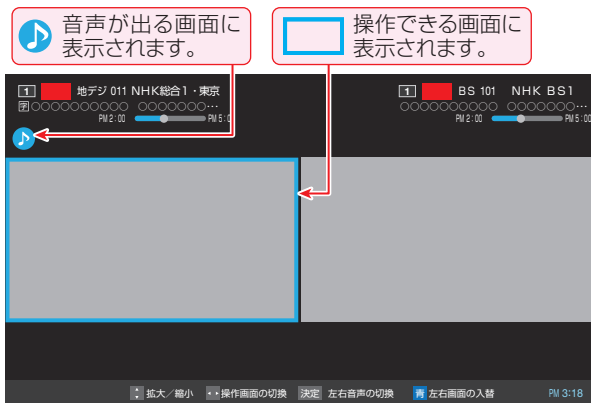 音声が出る画面に
表示されます。
操作できる画面に
表示されます。
1 地デジ 011 NHK総合1・東京
字○○○○○○○○○○ ○○○○○○○…
PM 2:00 PM 5:0
1 BS 101 NHK BS1
○○○○○○○○○○ ○○○○○○○…
PM 2:00 PM 5:00
拡大/縮小 操作画面の切換 決定 左右音声の切換 青 左右画面の入替 PM 3:18